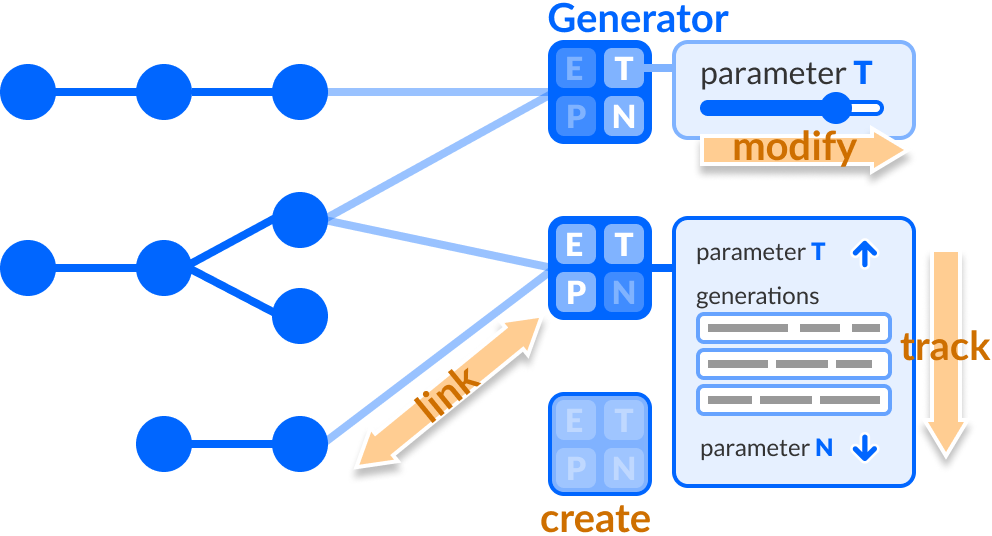 Generator
E T
P N
parameter T
modify
E T
P N
parameter T
generations
track
parameter N
link
E T
P N
create